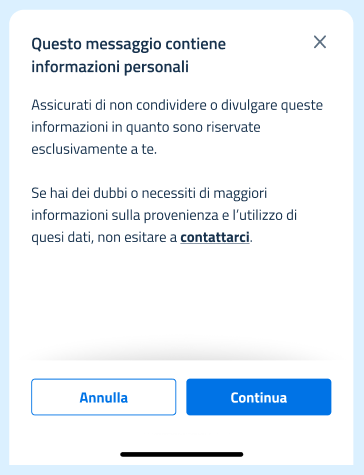 Questo messaggio contiene
informazioni personali
Assicurati di non condividere o divulgare queste
informazioni in quanto sono riservate
esclusivamente a te.
Se hai dei dubbi o necessiti di maggiori
informazioni sulla provenienza e l'utilizzo di
quesi dati, non esitare a contattarci.
Annulla
Continua